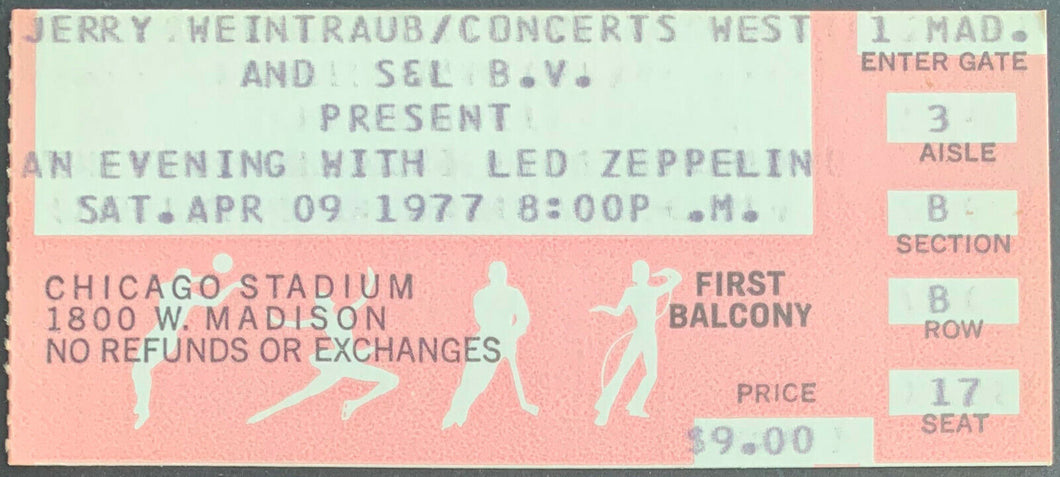 JERRY WEINTRAUB/CONCERTS WEST
AND S&L B.V.
PRESENT
AN EVENING WITH LED ZEPPELIN
SAT.APR 09 1977 8:00P .M.
CHICAGO STADIUM
1800 W. MADISON
NO REFUNDS OR EXCHANGES
FIRST
BALCONY
PRICE
$9.00
1 MAD.
ENTER GATE
3
AISLE
B
SECTION
B
ROW
17
SEAT